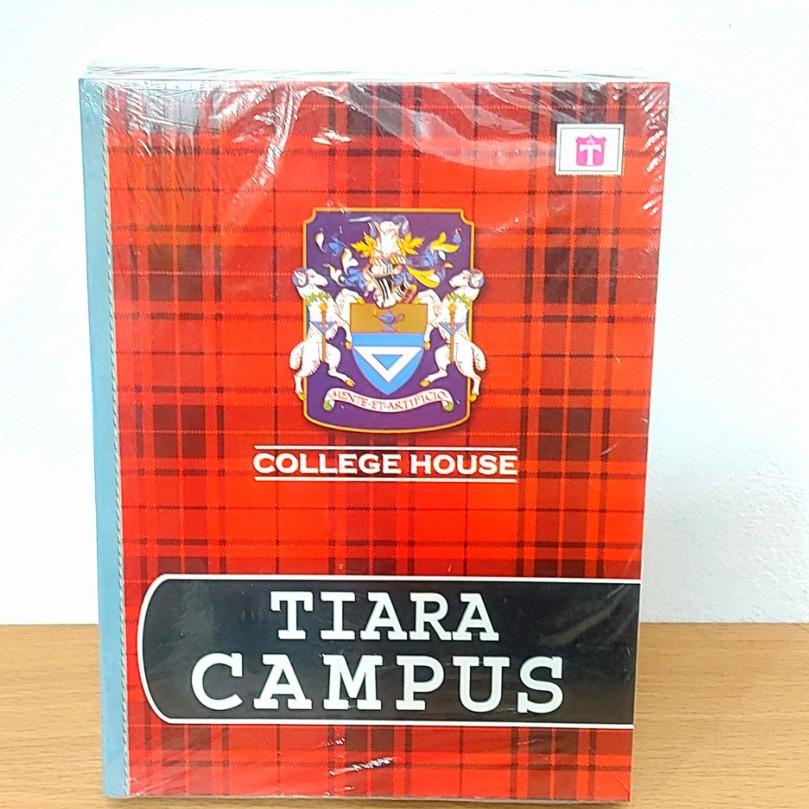 T
MENTE·ET·ARTIFICIO
COLLEGE HOUSE
TIARA
CAMPUS